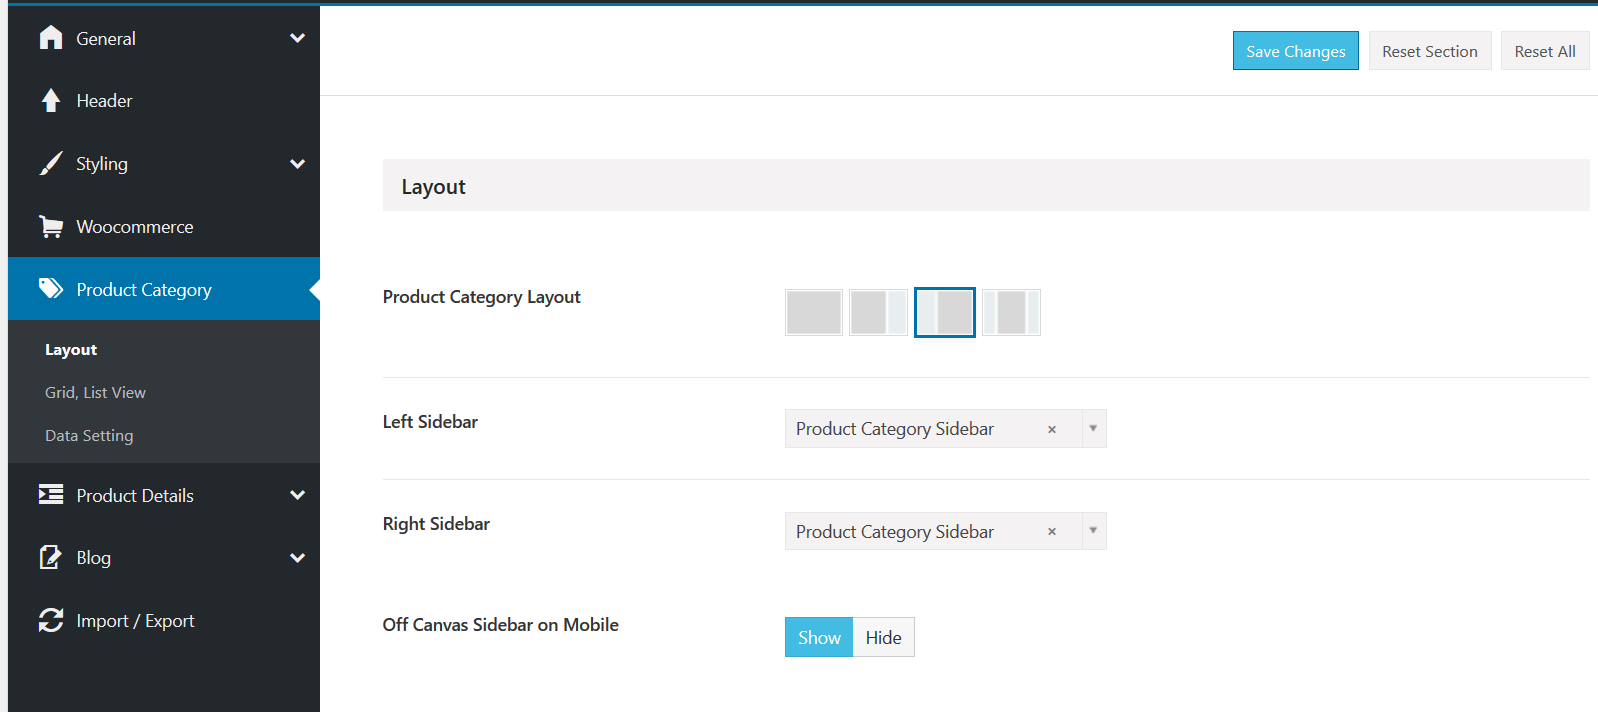 General
Header
Styling
Woocommerce
Product Category
Layout
Grid, List View
Data Setting
Product Details
Blog
Import / Export
Save Changes
Reset Section
Reset All
Layout
Product Category Layout
Left Sidebar
Product Category Sidebar ×
Right Sidebar
Product Category Sidebar ×
Off Canvas Sidebar on Mobile
Show
Hide